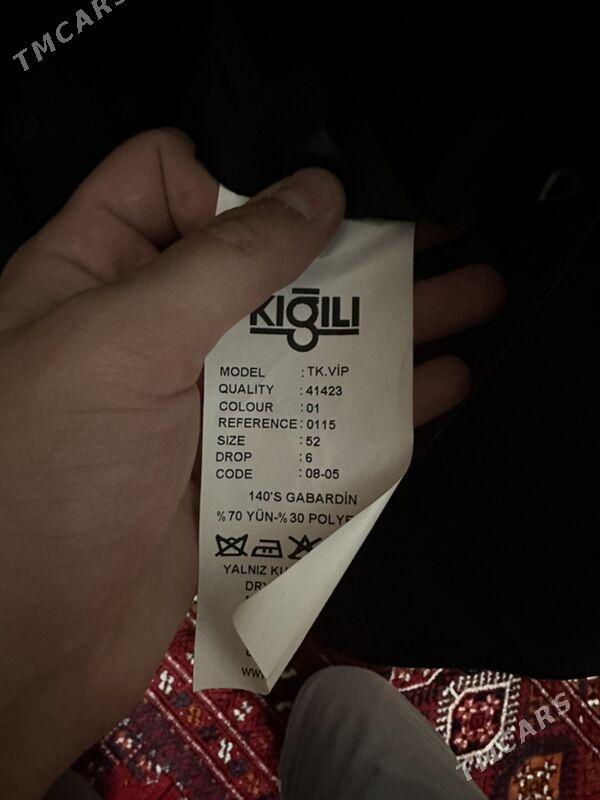 TMCARS
KIĞILI
MODEL : TK.VİP
QUALITY : 41423
COLOUR : 01
REFERENCE : 0115
SIZE : 52
DROP : 6
CODE : 08-05
140'S GABARDİN
%70 YÜN-%30
YALNIZ
TMCARS